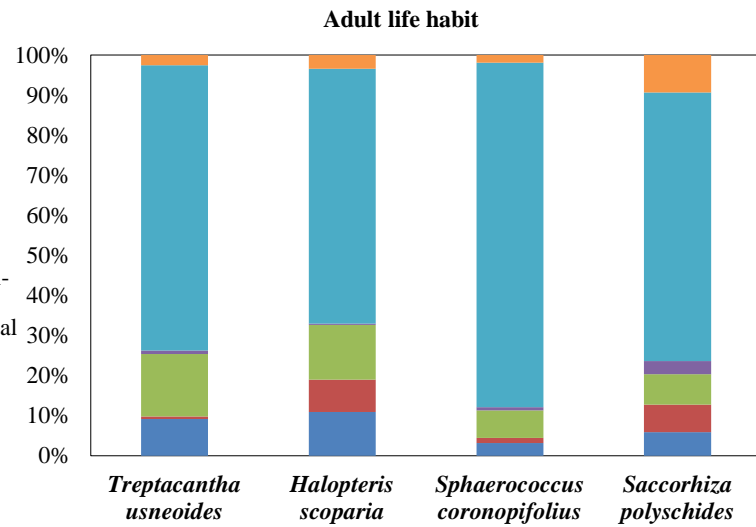 Adult life habit
100%
90%
80%
70%
60%
50%
40%
30%
20%
10%
0%
al
Treptacantha usneoides
Halopteris scoparia
Sphaerococcus coronopifolius
Saccorhiza polyschides